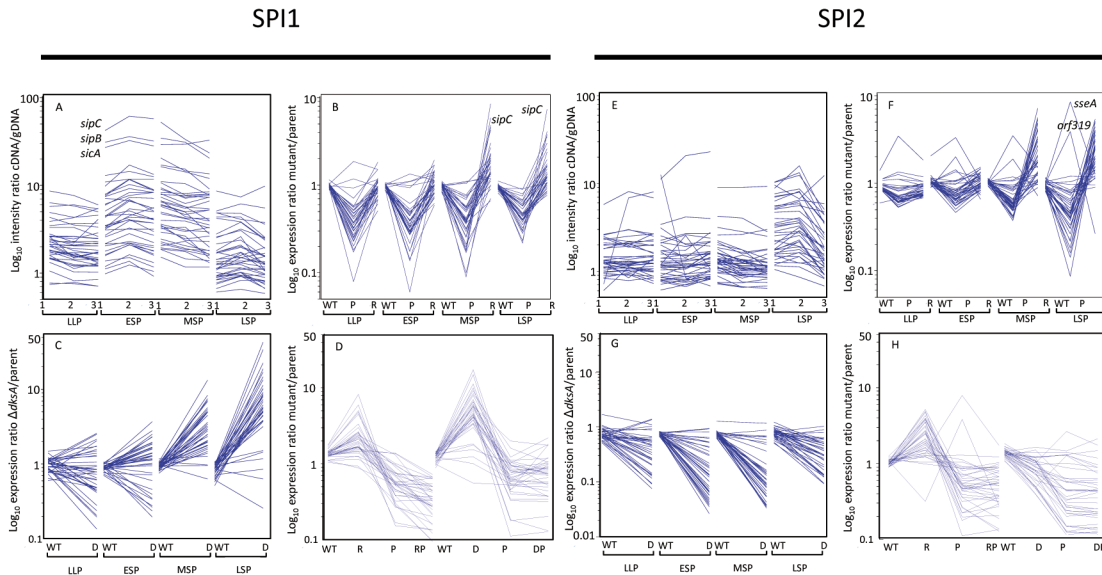 SPI1
SPI2
A
Log10 intensity ratio cDNA/gDNA
100
10
1
sipC
sipB
sicA
1 2 3 1 2 3 1 2 3 1 2 3
LLP ESP MSP LSP
B
Log10 expression ratio mutant/parent
10
1.0
0.1
sipC
sipC
WT P R WT P R WT P R WT P R
LLP ESP MSP LSP
E
Log10 intensity ratio cDNA/gDNA
100
10
1
1 2 3 1 2 3 1 2 3 1 2 3
LLP ESP MSP LSP
F
Log10 expression ratio mutant/parent
10
1
0.1
sseA
orf319
WT P R WT P R WT P R WT P R
LLP ESP MSP LSP
C
Log10 expression ratio ΔdksA/parent
50
10
1
0.1
WT D WT D WT D WT D
LLP ESP MSP LSP
D
Log10 expression ratio mutant/parent
50
10
1
0.1
WT R P RP WT D P DP
G
Log10 expression ratio ΔdksA/parent
50
10
1
0.1
0.01
WT D WT D WT D WT D
LLP ESP MSP LSP
H
Log10 expression ratio mutant/parent
50
10
1
0.1
WT R P RP WT D P DP